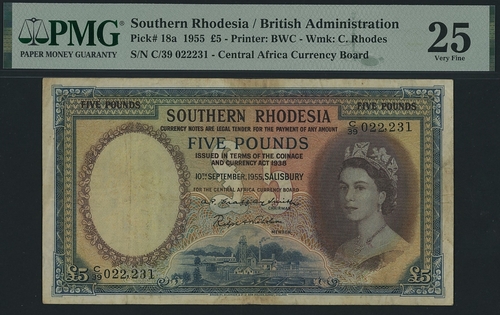 PMG
PAPER MONEY GUARANTY
Southern Rhodesia / British Administration
Pick# 18a 1955 £5 - Printer: BWC - Wmk: C. Rhodes
S/N C/39 022231 - Central Africa Currency Board
25
Very Fine
FIVE POUNDS
FIVE POUNDS
SOUTHERN RHODESIA
CURRENCY NOTES ARE LEGAL TENDER FOR THE PAYMENT OF ANY AMOUNT
C/39 022,231
FIVE POUNDS
ISSUED IN TERMS OF THE COINAGE
AND CURRENCY ACT 1938
10TH SEPTEMBER, 1955, SALISBURY
FOR THE CENTRAL AFRICA CURRENCY BOARD
CHAIRMAN
MEMBER
C/39 022,231
£5
£5